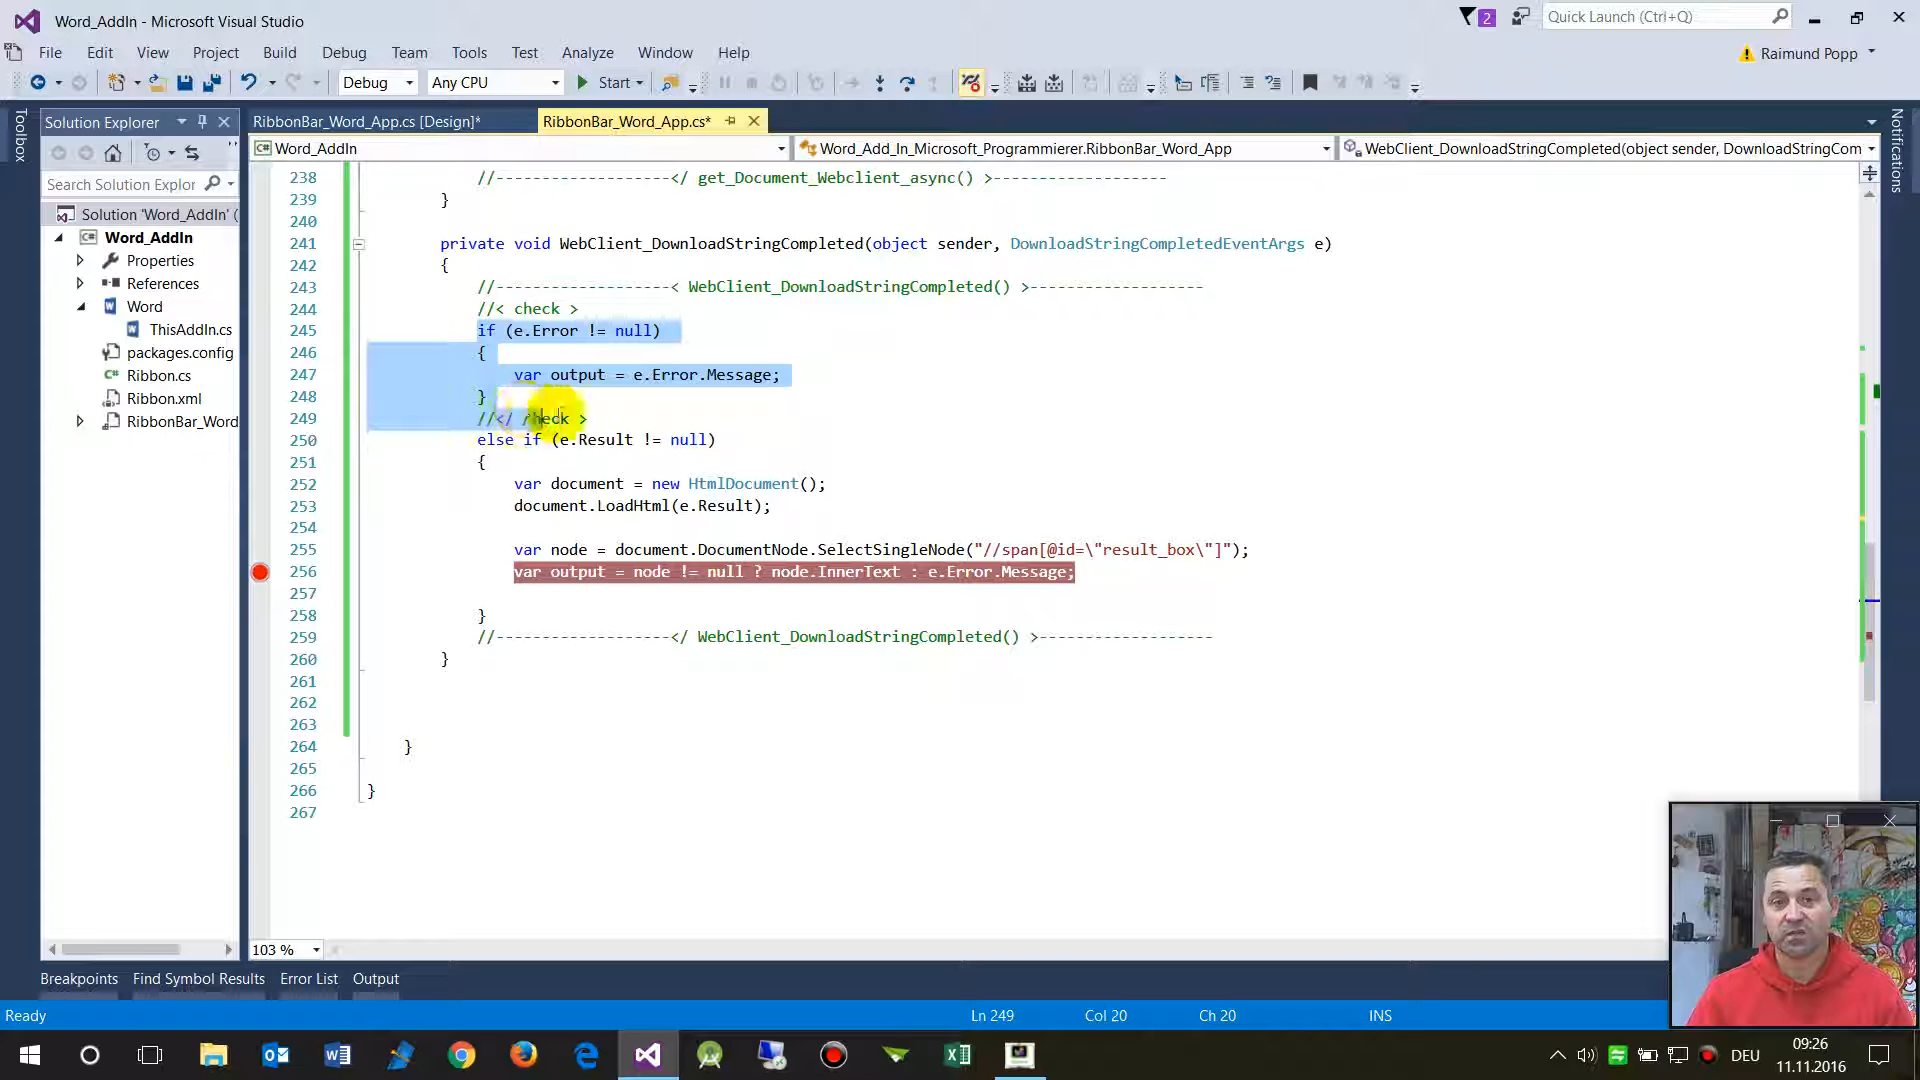 Word_AddIn - Microsoft Visual Studio
2
Quick Launch (Ctrl+Q)
File Edit View Project Build Debug Team Tools Test Analyze Window Help
Raimund Popp
Debug Any CPU Start
Toolbox
Solution Explorer
RibbonBar_Word_App.cs [Design]*
RibbonBar_Word_App.cs*
Notifications
Word_AddIn
Word_Add_In_Microsoft_Programmierer.RibbonBar_Word_App
WebClient_DownloadStringCompleted(object sender, DownloadStringCom
Search Solution Explor
Solution 'Word_AddIn' (
Word_AddIn
Properties
References
Word
ThisAddIn.cs
packages.config
Ribbon.cs
Ribbon.xml
RibbonBar_Word
238 //-------------------</ get_Document_Webclient_async() >-------------------
239 }
240
241 private void WebClient_DownloadStringCompleted(object sender, DownloadStringCompletedEventArgs e)
242 {
243 //-------------------< WebClient_DownloadStringCompleted() >-------------------
244 //< check >
245 if (e.Error != null)
246 {
247 var output = e.Error.Message;
248 }
249 //</ check >
250 else if (e.Result != null)
251 {
252 var document = new HtmlDocument();
253 document.LoadHtml(e.Result);
254
255 var node = document.DocumentNode.SelectSingleNode("//span[@id=\"result_box\"]");
256 var output = node != null ? node.InnerText : e.Error.Message;
257
258 }
259 //-------------------</ WebClient_DownloadStringCompleted() >-------------------
260 }
261
262
263
264 }
265
266 }
267
103 %
Breakpoints Find Symbol Results Error List Output
Ready Ln 249 Col 20 Ch 20 INS
DEU
09:26
11.11.2016